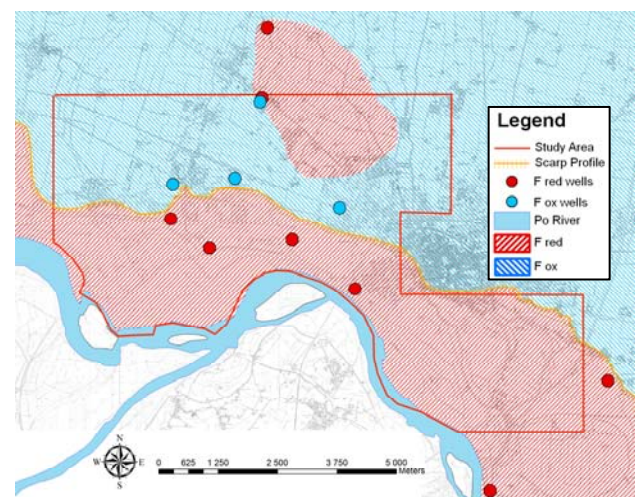 Legend
Study Area
Scarp Profile
F red wells
F ox wells
Po River
F red
F ox
N
W E
S
0 625 1 250 2 500 3 750 5 000
Meters